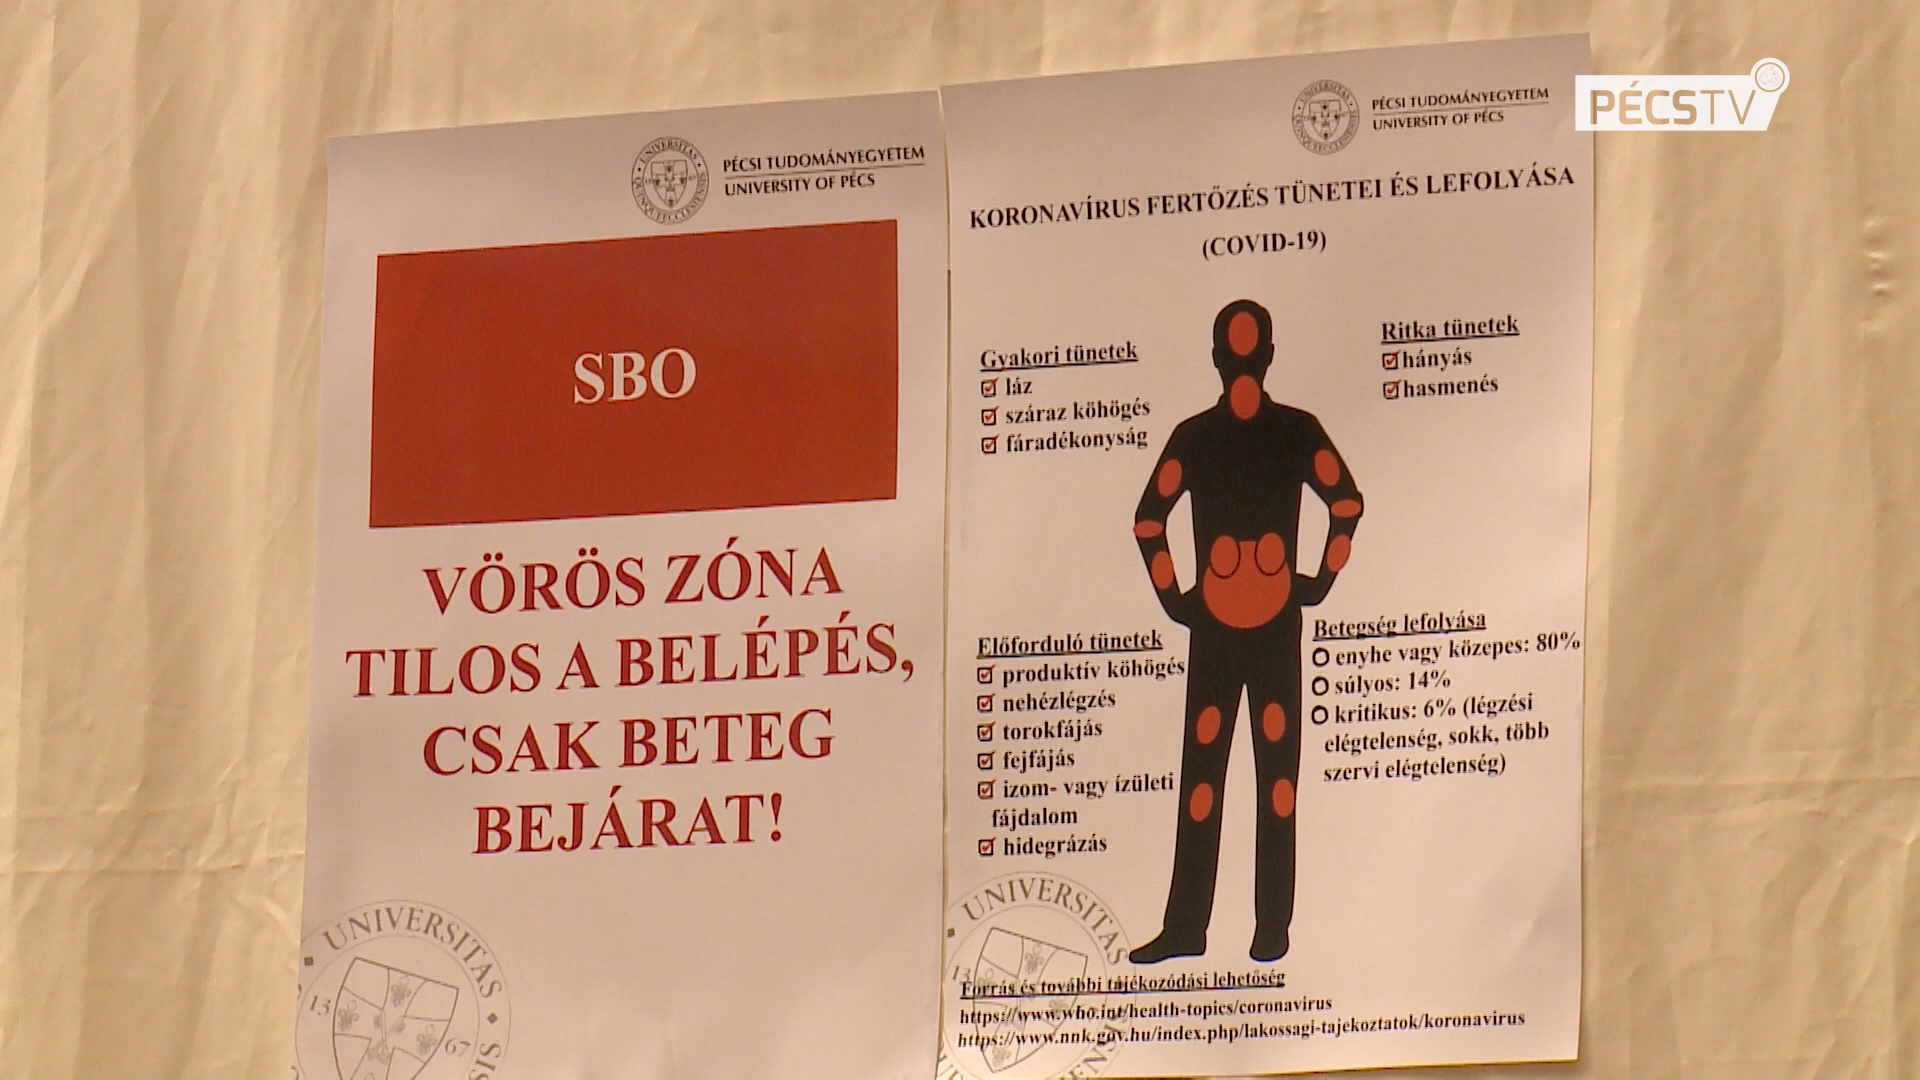 PÉCSTV
PÉCSI TUDOMÁNYEGYETEM
UNIVERSITY OF PÉCS
SBO
VÖRÖS ZÓNA
TILOS A BELÉPÉS,
CSAK BETEG
BEJÁRAT!
UNIVERSITAS
13
67
PÉCSI TUDOMÁNYEGYETEM
UNIVERSITY OF PÉCS
KORONAVÍRUS FERTŐZÉS TÜNETEI ÉS LEFOLYÁSA
(COVID-19)
Gyakori tünetek
láz
száraz köhögés
fáradékonyság
Ritka tünetek
hányás
hasmenés
Előforduló tünetek
produktív köhögés
nehézlégzés
torokfájás
fejfájás
izom- vagy ízületi
fájdalom
hidegrázás
Betegség lefolyása
enyhe vagy közepes: 80%
súlyos: 14%
kritikus: 6% (légzési
elégtelenség, sokk, több
szervi elégtelenség)
UNIVERSITAS
13
Forrás és további tájékozódási lehetőség
https://www.who.int/health-topics/coronavirus
https://www.nnk.gov.hu/index.php/lakossagi-tajekoztatok/koronavirus